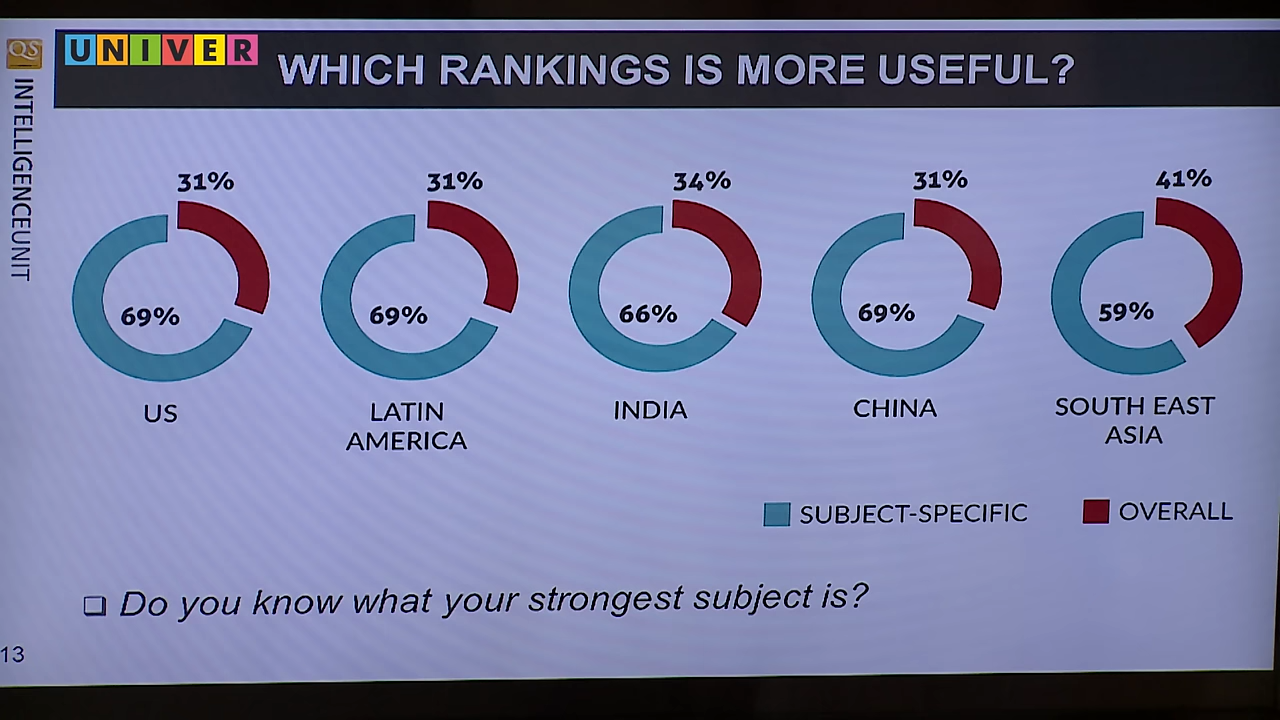 QS
INTELLIGENCEUNIT
UNIVER
WHICH RANKINGS IS MORE USEFUL?
31%
31%
34%
31%
41%
69%
69%
66%
69%
59%
US
LATIN
AMERICA
INDIA
CHINA
SOUTH EAST
ASIA
SUBJECT-SPECIFIC
OVERALL
Do you know what your strongest subject is?
13